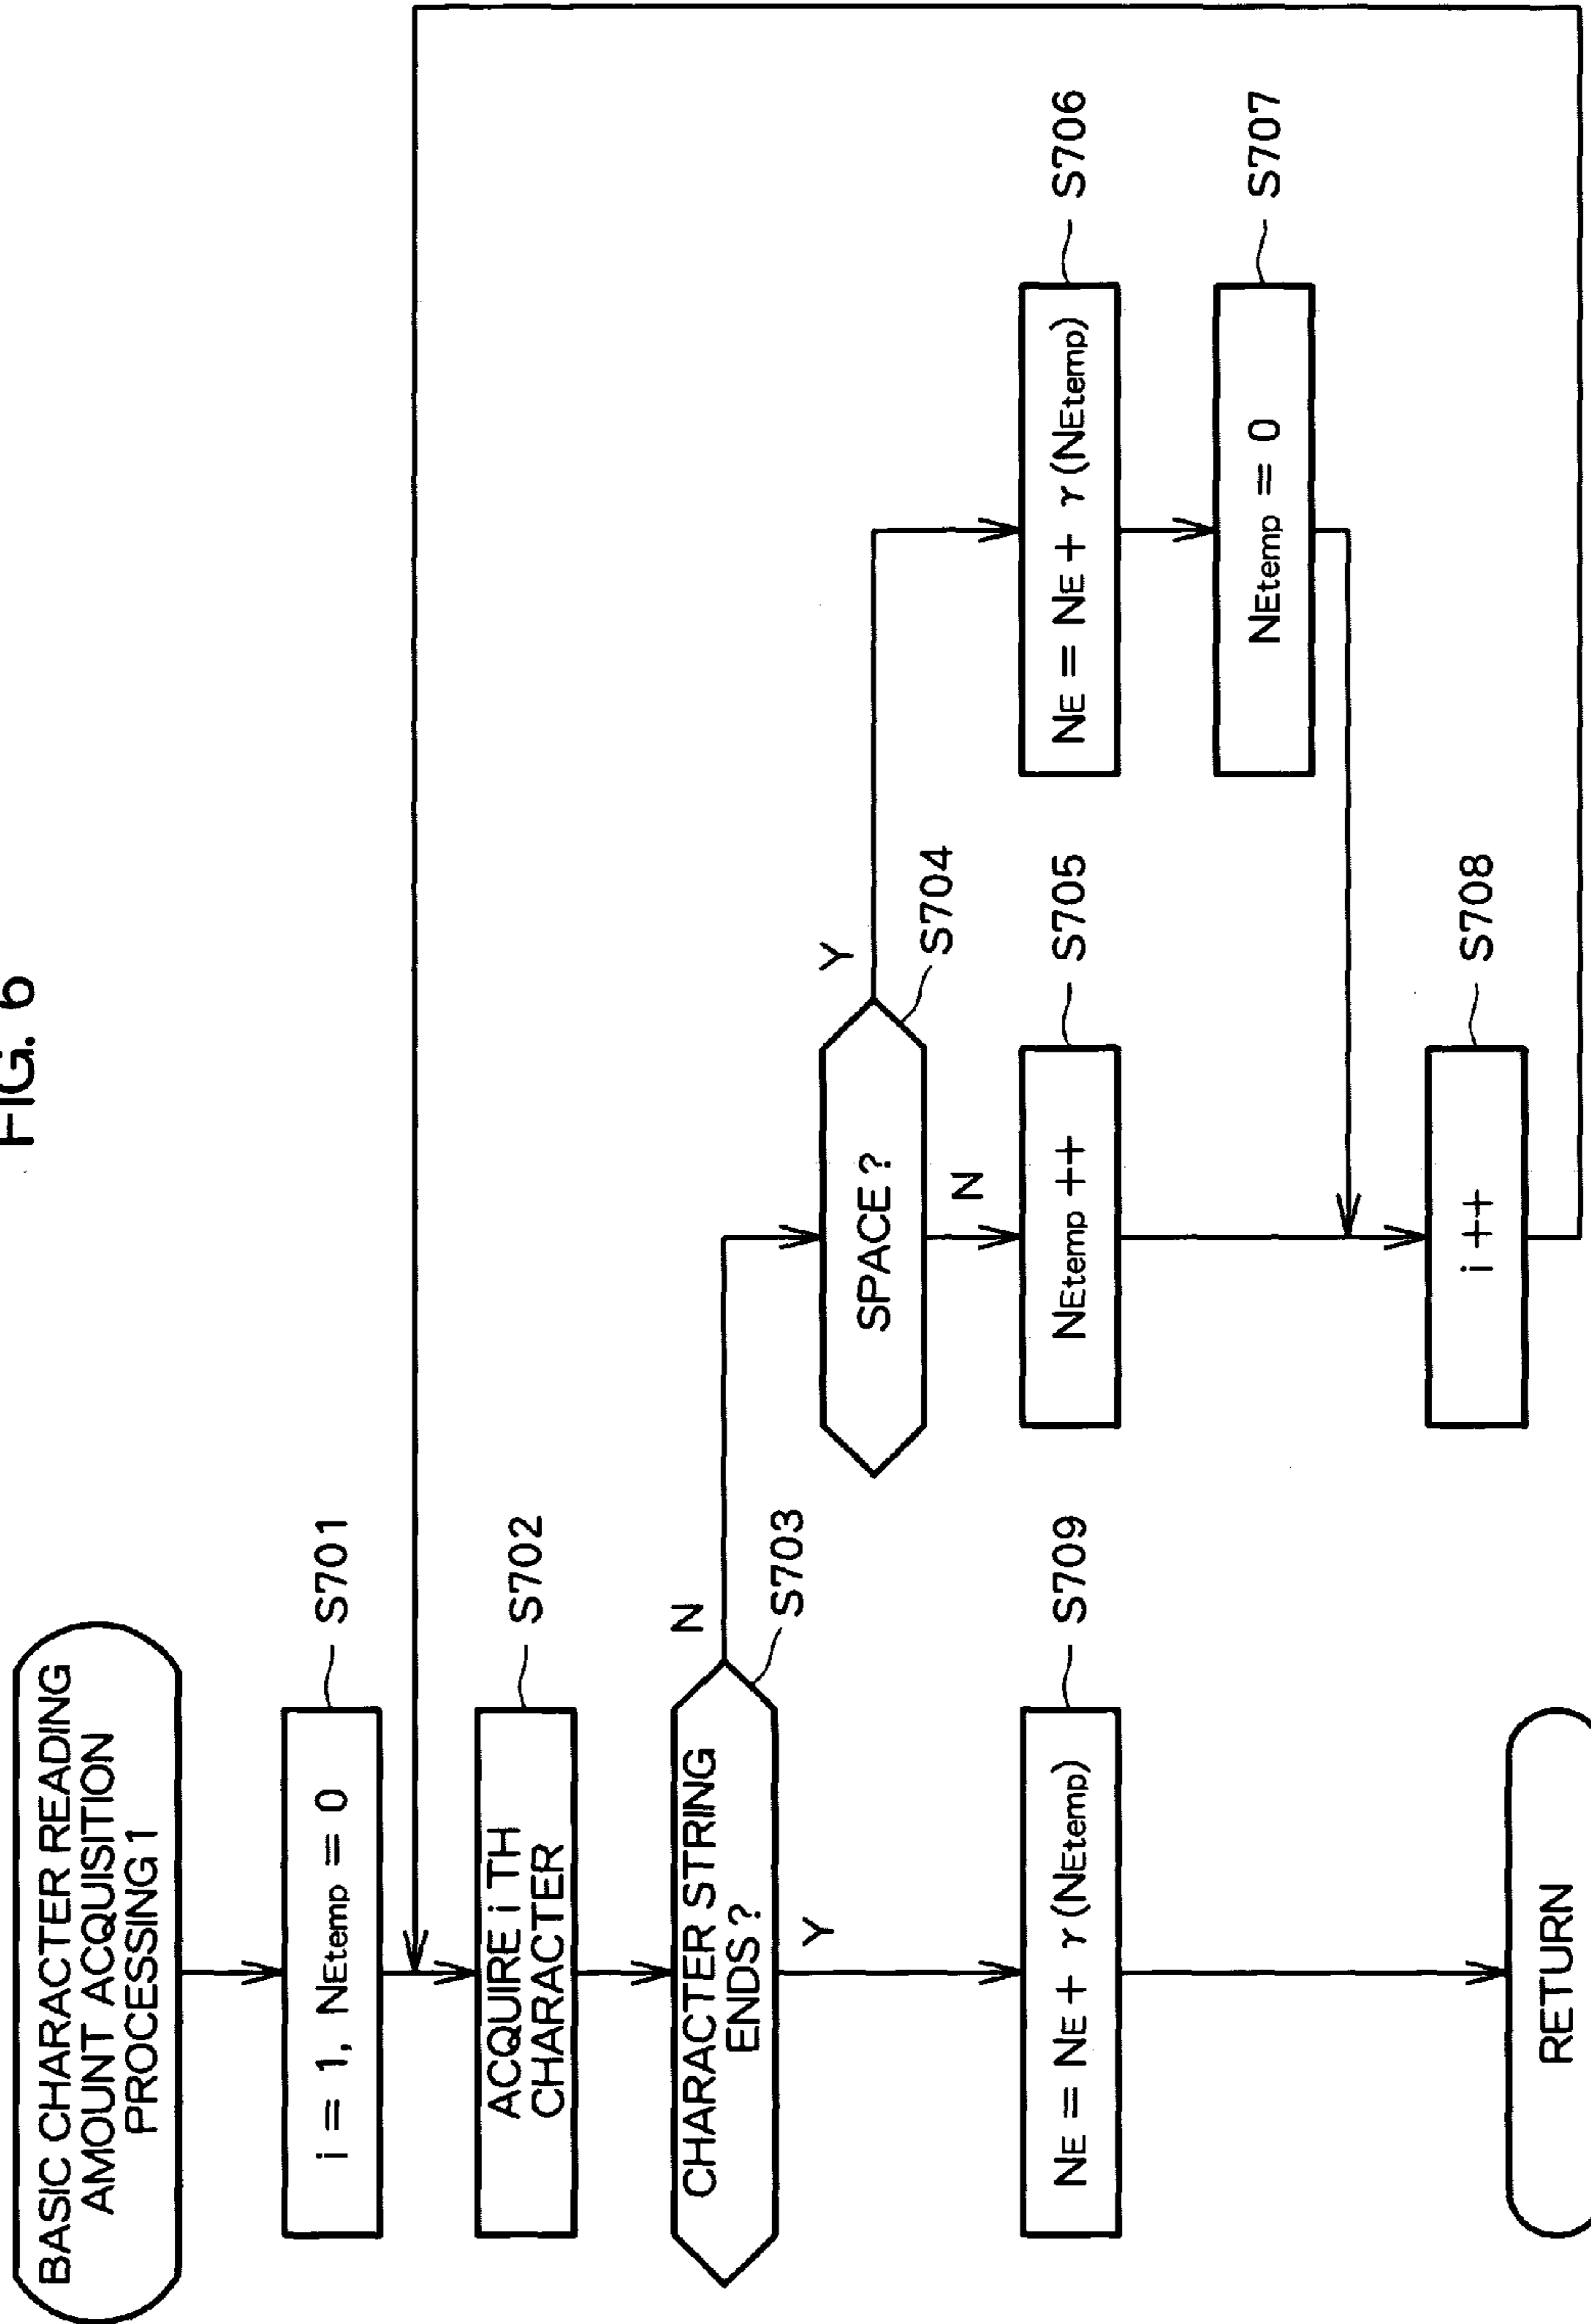 FIG. 6
BASIC CHARACTER READING
AMOUNT ACQUISITION
PROCESSING 1
i = 1, NEtemp = 0
S701
ACQUIRE i TH
CHARACTER
S702
CHARACTER STRING
ENDS?
N
S703
Y
SPACE?
Y
S704
N
NEtemp ++
S705
NE = NE + γ (NEtemp)
S706
NEtemp = 0
S707
i ++
S708
NE = NE + γ (NEtemp)
S709
RETURN